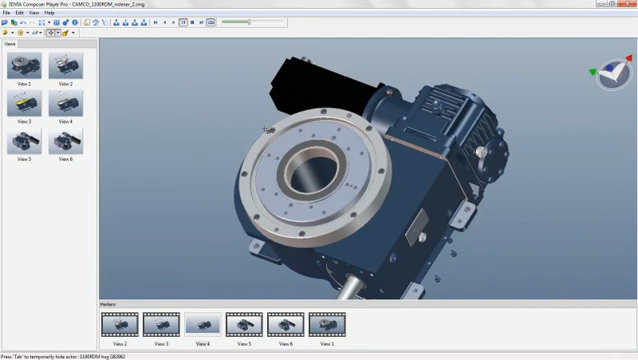 3DVIA Composer Player Pro - CAMCO_1100RDM_indexer_2.smg
File Edit View Help
Views
View 1 View 2
View 3 View 4
View 5 View 6
Markers
View 2 View 3 View 4 View 5 View 6 View 1
Press 'Tab' to temporarily hide actor : 1100RDM hsg